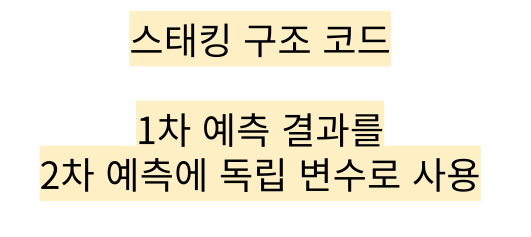 스태킹 구조 코드
1차 예측 결과를
2차 예측에 독립 변수로 사용